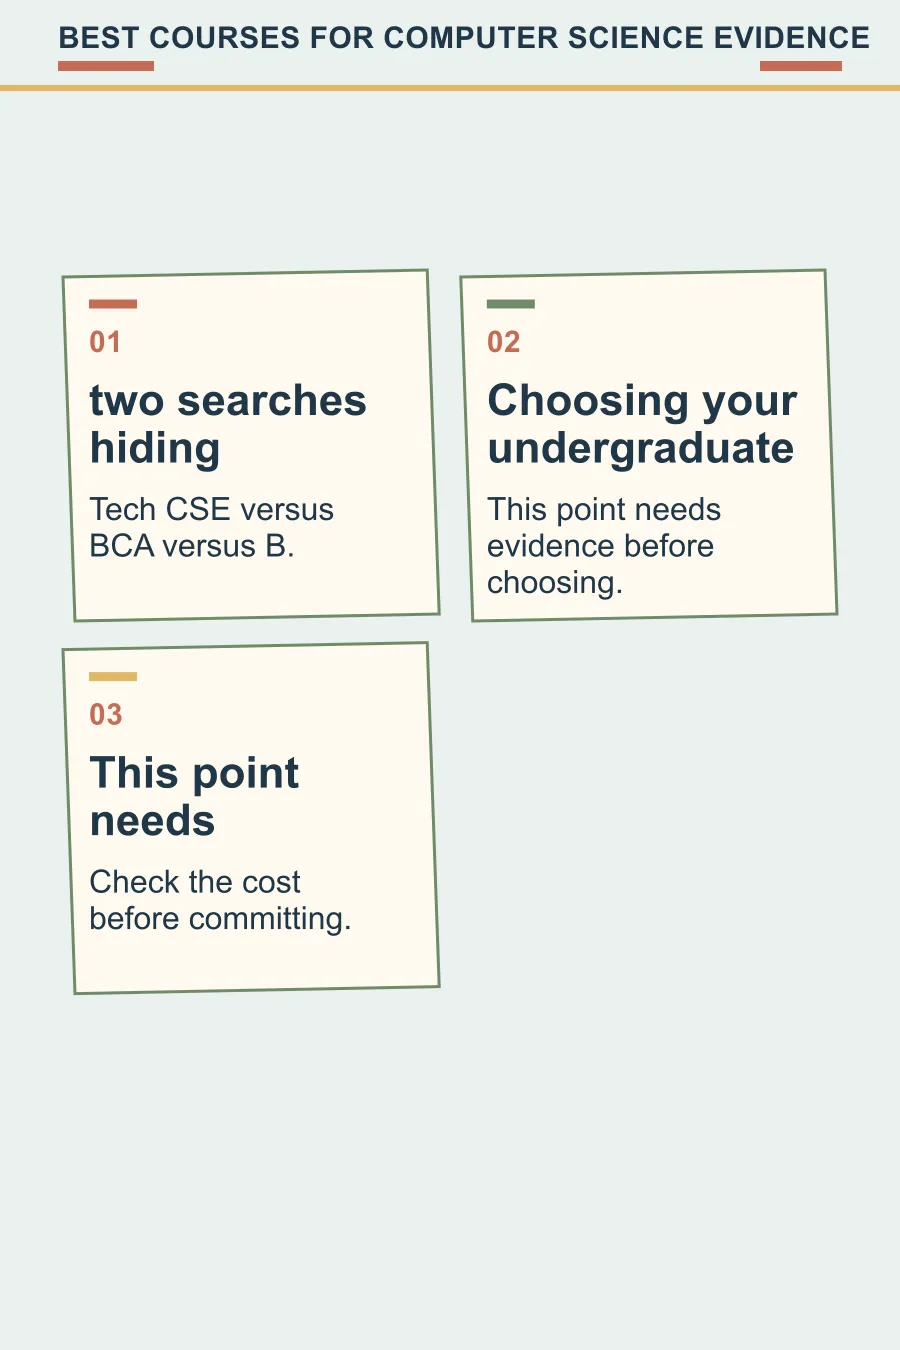 BEST COURSES FOR COMPUTER SCIENCE EVIDENCE
01
two searches
hiding
Tech CSE versus
BCA versus B.
02
Choosing your
undergraduate
This point needs
evidence before
choosing.
03
This point
needs
Check the cost
before committing.